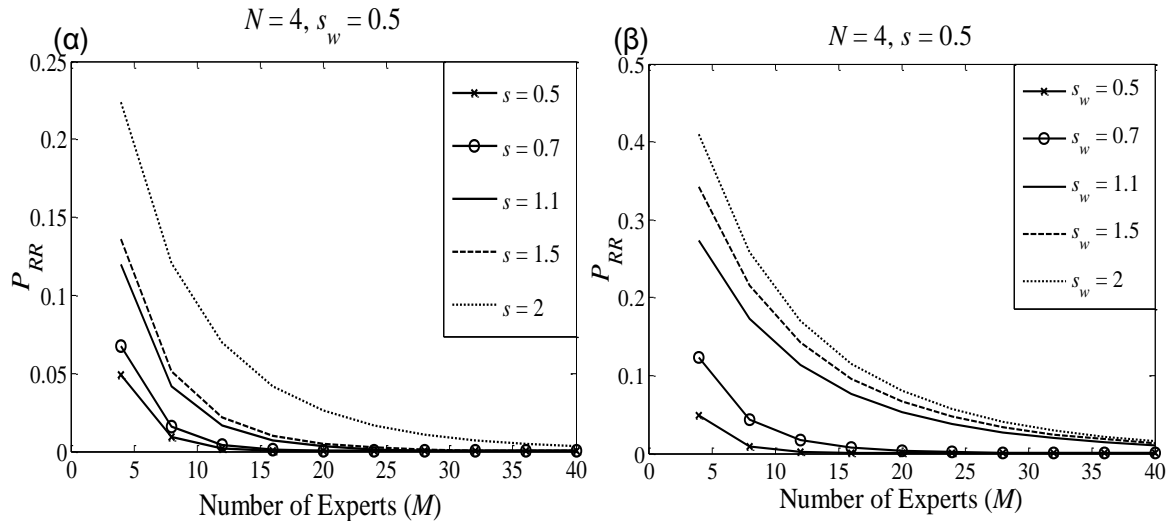 (α)
N = 4, s_w = 0.5
0.25
0.2
0.15
0.1
0.05
0
P_RR
s = 0.5
s = 0.7
s = 1.1
s = 1.5
s = 2
0 5 10 15 20 25 30 35 40
Number of Experts (M)
(β)
N = 4, s = 0.5
0.5
0.4
0.3
0.2
0.1
0
P_RR
s_w = 0.5
s_w = 0.7
s_w = 1.1
s_w = 1.5
s_w = 2
0 5 10 15 20 25 30 35 40
Number of Experts (M)